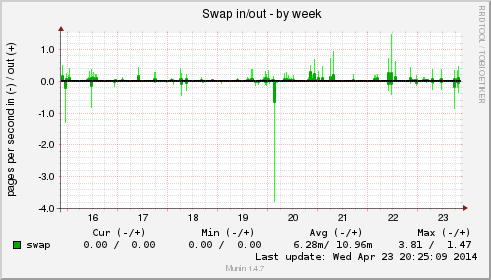 Swap in/out - by week
RRDTOOL / TOBI OETIKER
pages per second in (-) / out (+)
1.0
0.0
-1.0
-2.0
-3.0
-4.0
16 17 18 19 20 21 22 23
Cur (-/+) Min (-/+) Avg (-/+) Max (-/+)
swap 0.00 / 0.00 0.00 / 0.00 6.28m/ 10.96m 3.81 / 1.47
Last update: Wed Apr 23 20:25:09 2014
Munin 1.4.7